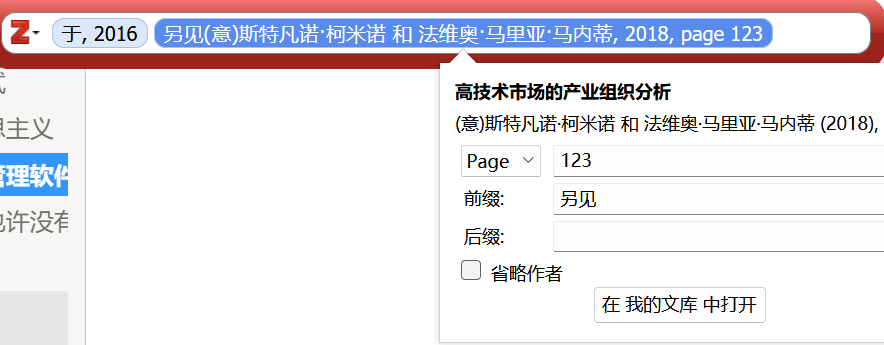 Z 于, 2016 另见(意)斯特凡诺·柯米诺 和 法维奥·马里亚·马内蒂, 2018, page 123
式
思主义
管理软件
也许没有
高技术市场的产业组织分析
(意)斯特凡诺·柯米诺 和 法维奥·马里亚·马内蒂 (2018),
Page 123
前缀: 另见
后缀:
省略作者
在 我的文库 中打开